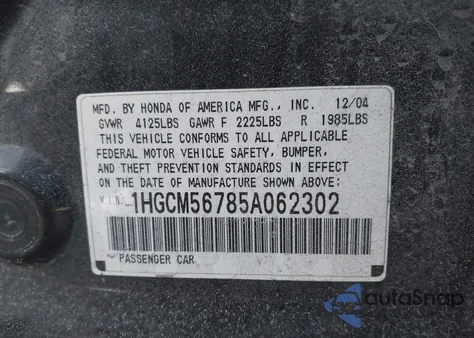 MFD. BY HONDA OF AMERICA MFG., INC. 12/04
GVWR 4125LBS GAWR F 2225LBS R 1985LBS
THIS VEHICLE CONFORMS TO ALL APPLICABLE
FEDERAL MOTOR VEHICLE SAFETY, BUMPER,
AND THEFT PREVENTION STANDARDS IN EFFECT
ON THE DATE OF MANUFACTURE SHOWN ABOVE.
V.I.N. 1HGCM56785A062302
PASSENGER CAR
autoSnap